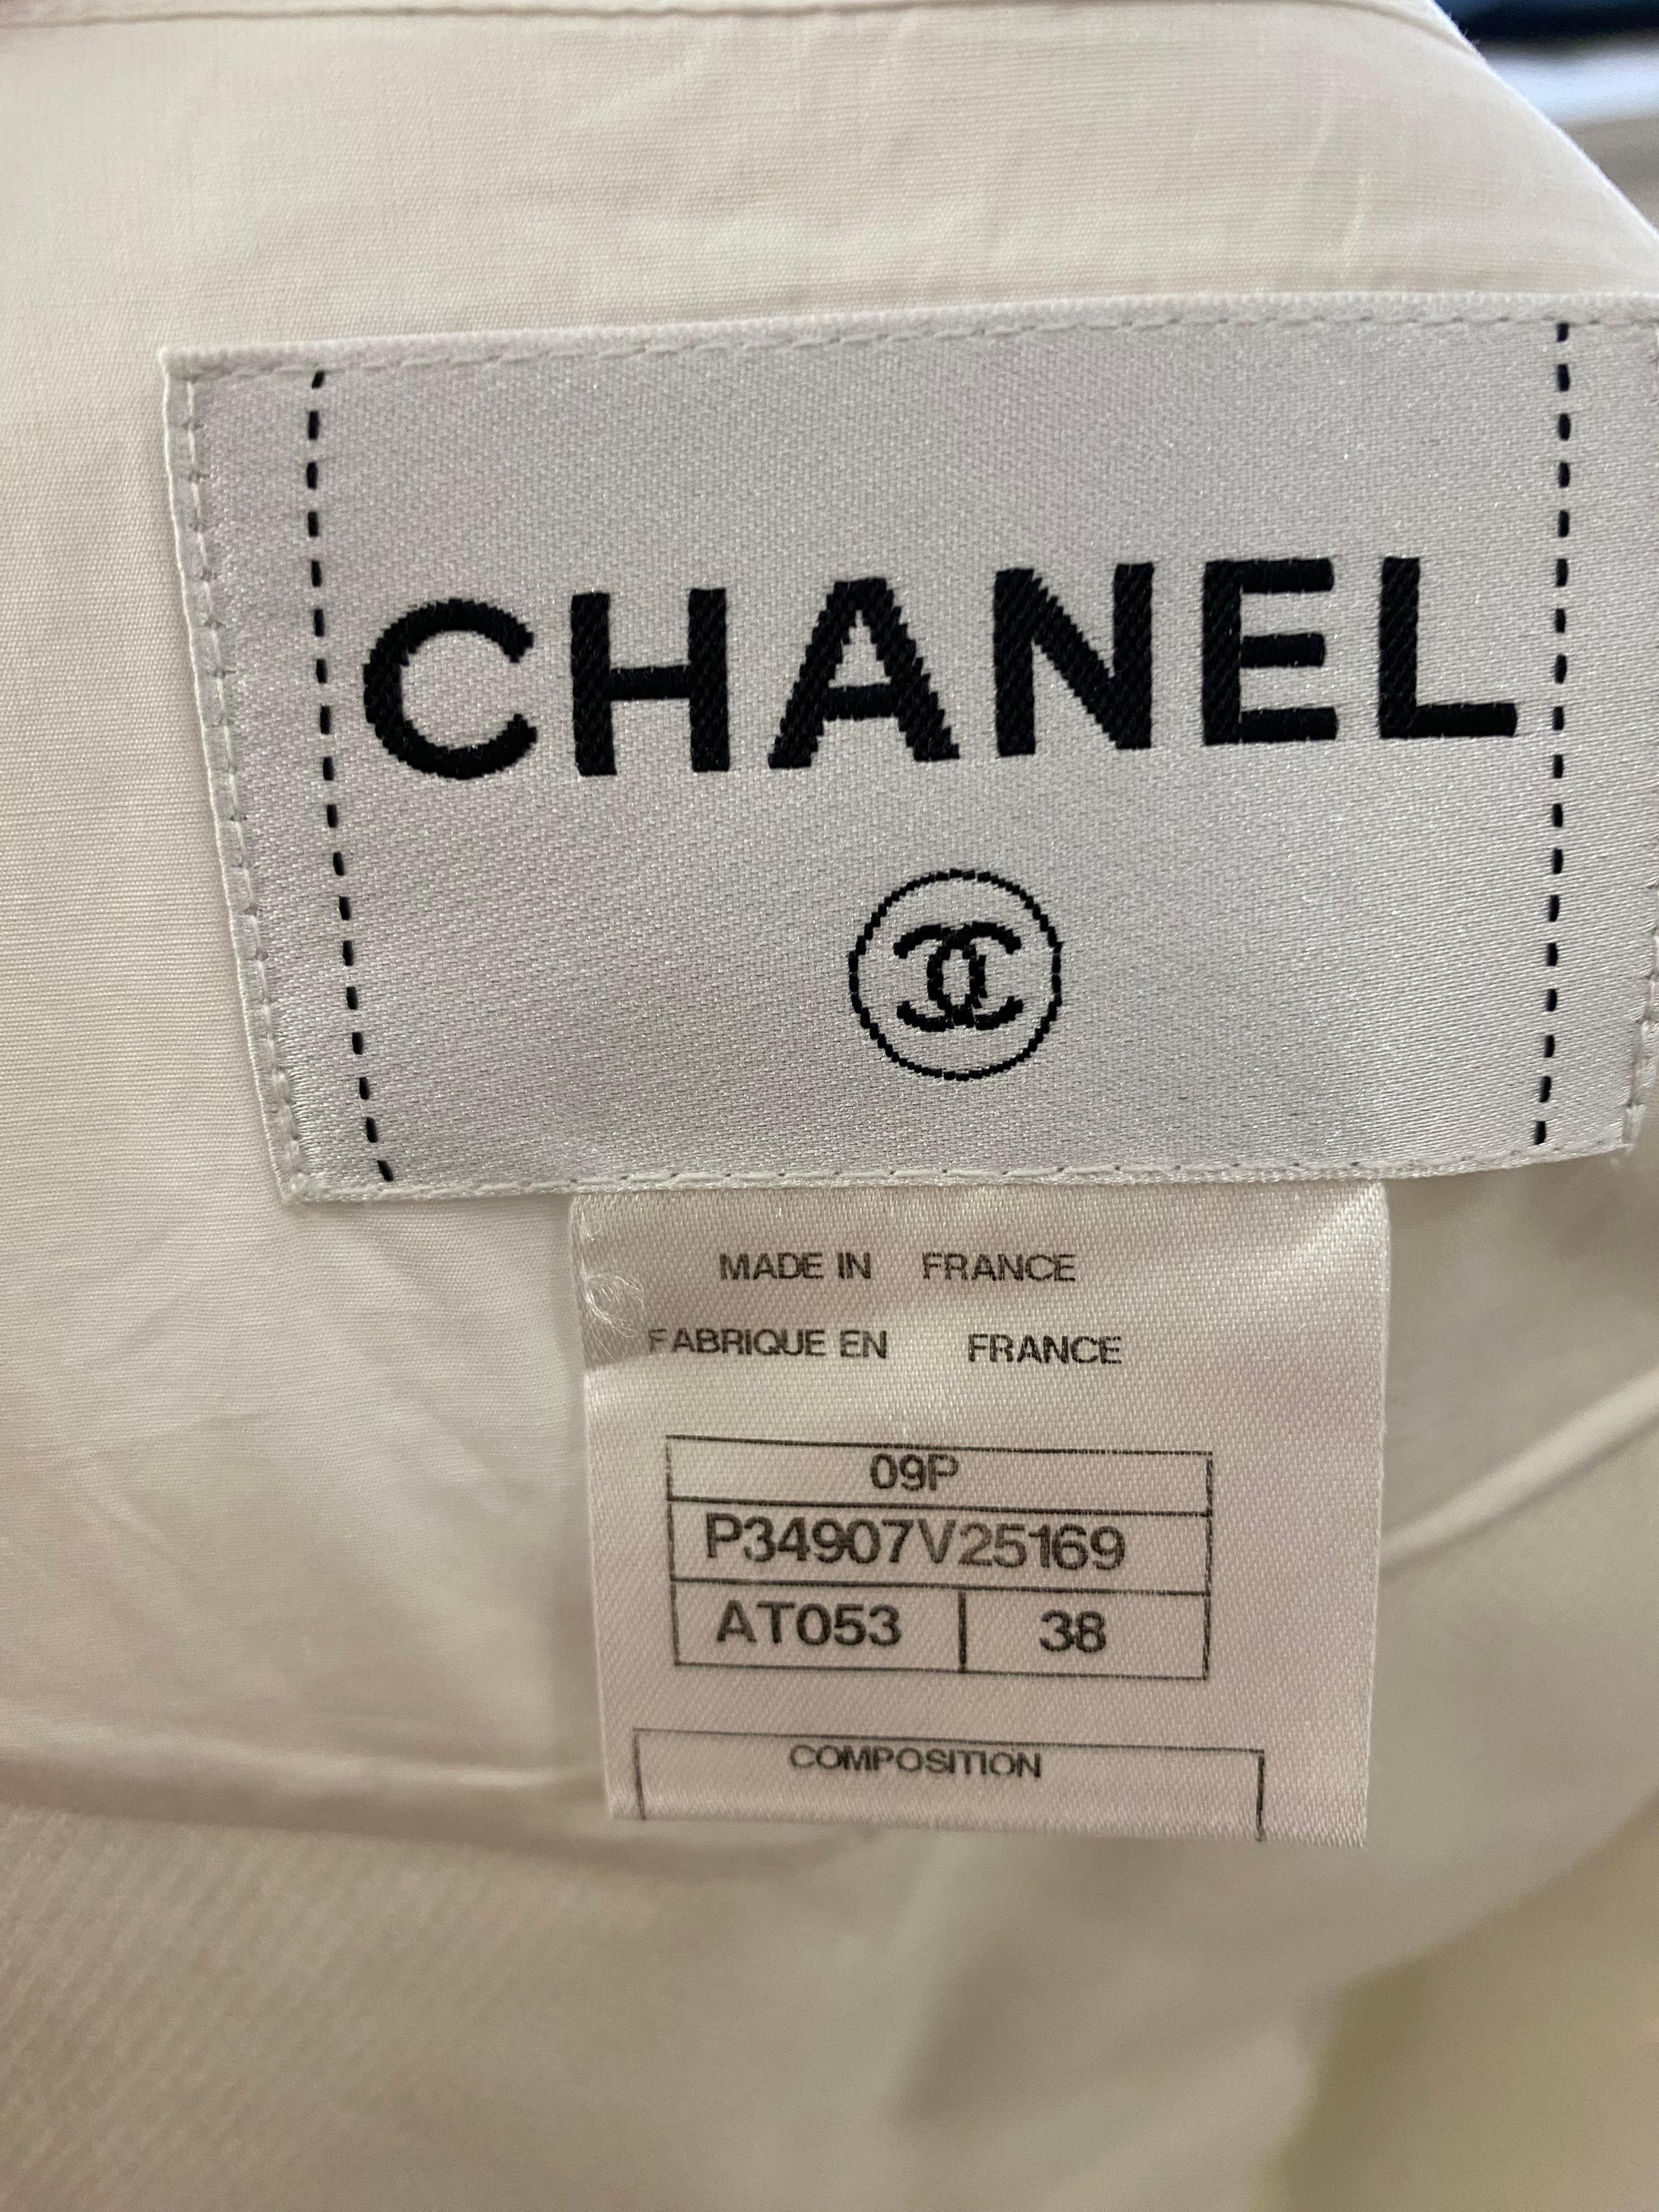 CHANEL
MADE IN FRANCE
FABRIQUE EN FRANCE
09P
P34907V25169
AT053 38
COMPOSITION